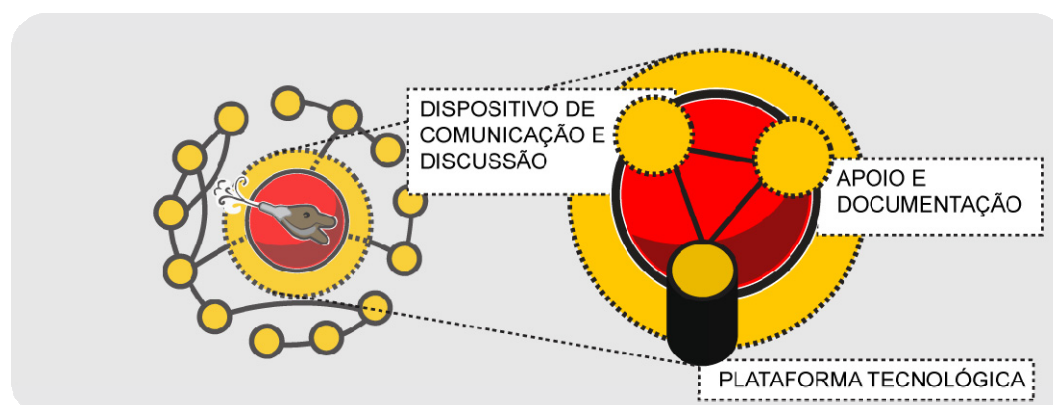 DISPOSITIVO DE
COMUNICAÇÃO E
DISCUSSÃO
APOIO E
DOCUMENTAÇÃO
PLATAFORMA TECNOLÓGICA